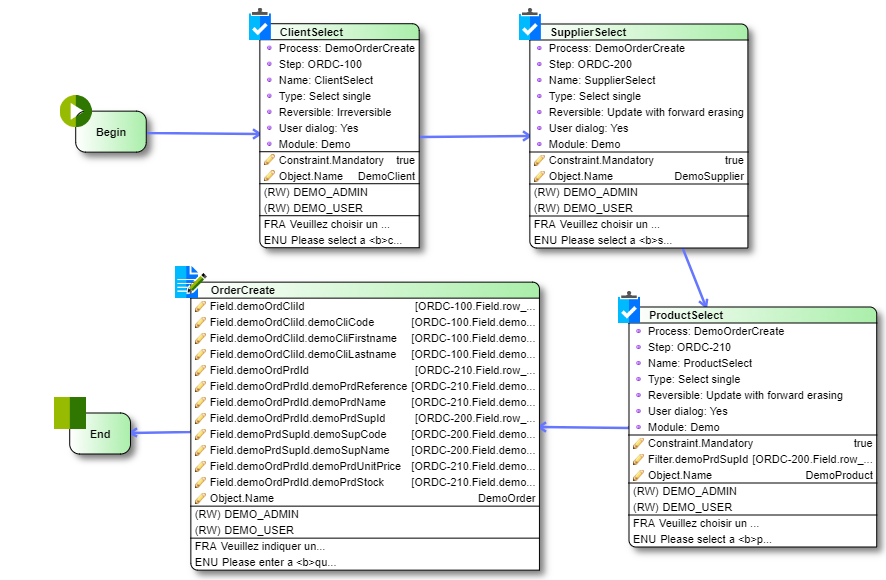 Begin
ClientSelect
Process: DemoOrderCreate
Step: ORDC-100
Name: ClientSelect
Type: Select single
Reversible: Irreversible
User dialog: Yes
Module: Demo
Constraint.Mandatory true
Object.Name DemoClient
(RW) DEMO_ADMIN
(RW) DEMO_USER
FRA Veuillez choisir un ...
ENU Please select a <b>c...
SupplierSelect
Process: DemoOrderCreate
Step: ORDC-200
Name: SupplierSelect
Type: Select single
Reversible: Update with forward erasing
User dialog: Yes
Module: Demo
Constraint.Mandatory true
Object.Name DemoSupplier
(RW) DEMO_ADMIN
(RW) DEMO_USER
FRA Veuillez choisir un ...
ENU Please select a <b>s...
ProductSelect
Process: DemoOrderCreate
Step: ORDC-210
Name: ProductSelect
Type: Select single
Reversible: Update with forward erasing
User dialog: Yes
Module: Demo
Constraint.Mandatory true
Filter.demoPrdSupId [ORDC-200.Field.row_...
Object.Name DemoProduct
(RW) DEMO_ADMIN
(RW) DEMO_USER
FRA Veuillez choisir un ...
ENU Please select a <b>p...
OrderCreate
Field.demoOrdCliId [ORDC-100.Field.row_...
Field.demoOrdCliId.demoCliCode [ORDC-100.Field.demo...
Field.demoOrdCliId.demoCliFirstname [ORDC-100.Field.demo...
Field.demoOrdCliId.demoCliLastname [ORDC-100.Field.demo...
Field.demoOrdPrdId [ORDC-210.Field.row_...
Field.demoOrdPrdId.demoPrdReference [ORDC-210.Field.demo...
Field.demoOrdPrdId.demoPrdName [ORDC-210.Field.demo...
Field.demoOrdPrdId.demoPrdSupId [ORDC-200.Field.row_...
Field.demoPrdSupId.demoSupCode [ORDC-200.Field.demo...
Field.demoPrdSupId.demoSupName [ORDC-200.Field.demo...
Field.demoOrdPrdId.demoPrdUnitPrice [ORDC-210.Field.demo...
Field.demoOrdPrdId.demoPrdStock [ORDC-210.Field.demo...
Object.Name DemoOrder
(RW) DEMO_ADMIN
(RW) DEMO_USER
FRA Veuillez indiquer un...
ENU Please enter a <b>qu...
End